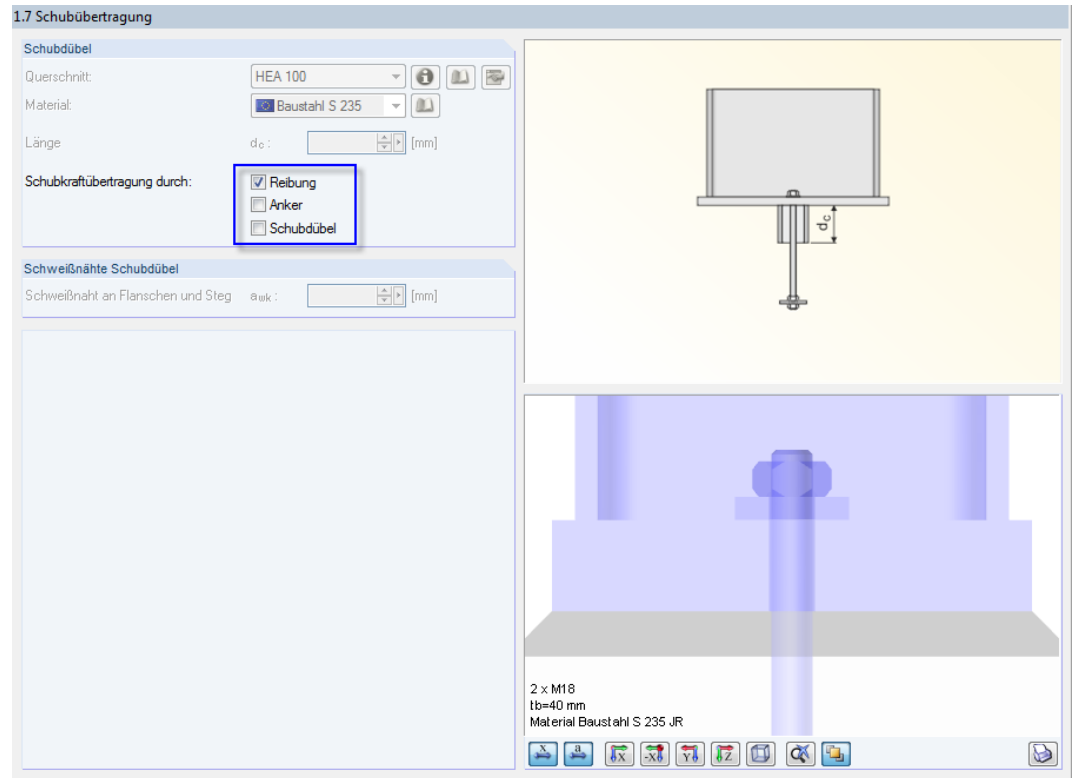 1.7 Schubübertragung
Schubdübel
Querschnitt: HEA 100
Material: Baustahl S 235
Länge dc : [mm]
Schubkraftübertragung durch: Reibung
Anker
Schubdübel
Schweißnähte Schubdübel
Schweißnaht an Flanschen und Steg awk : [mm]
dc
2 x M18
tb=40 mm
Material Baustahl S 235 JR
x a X -X Y Z